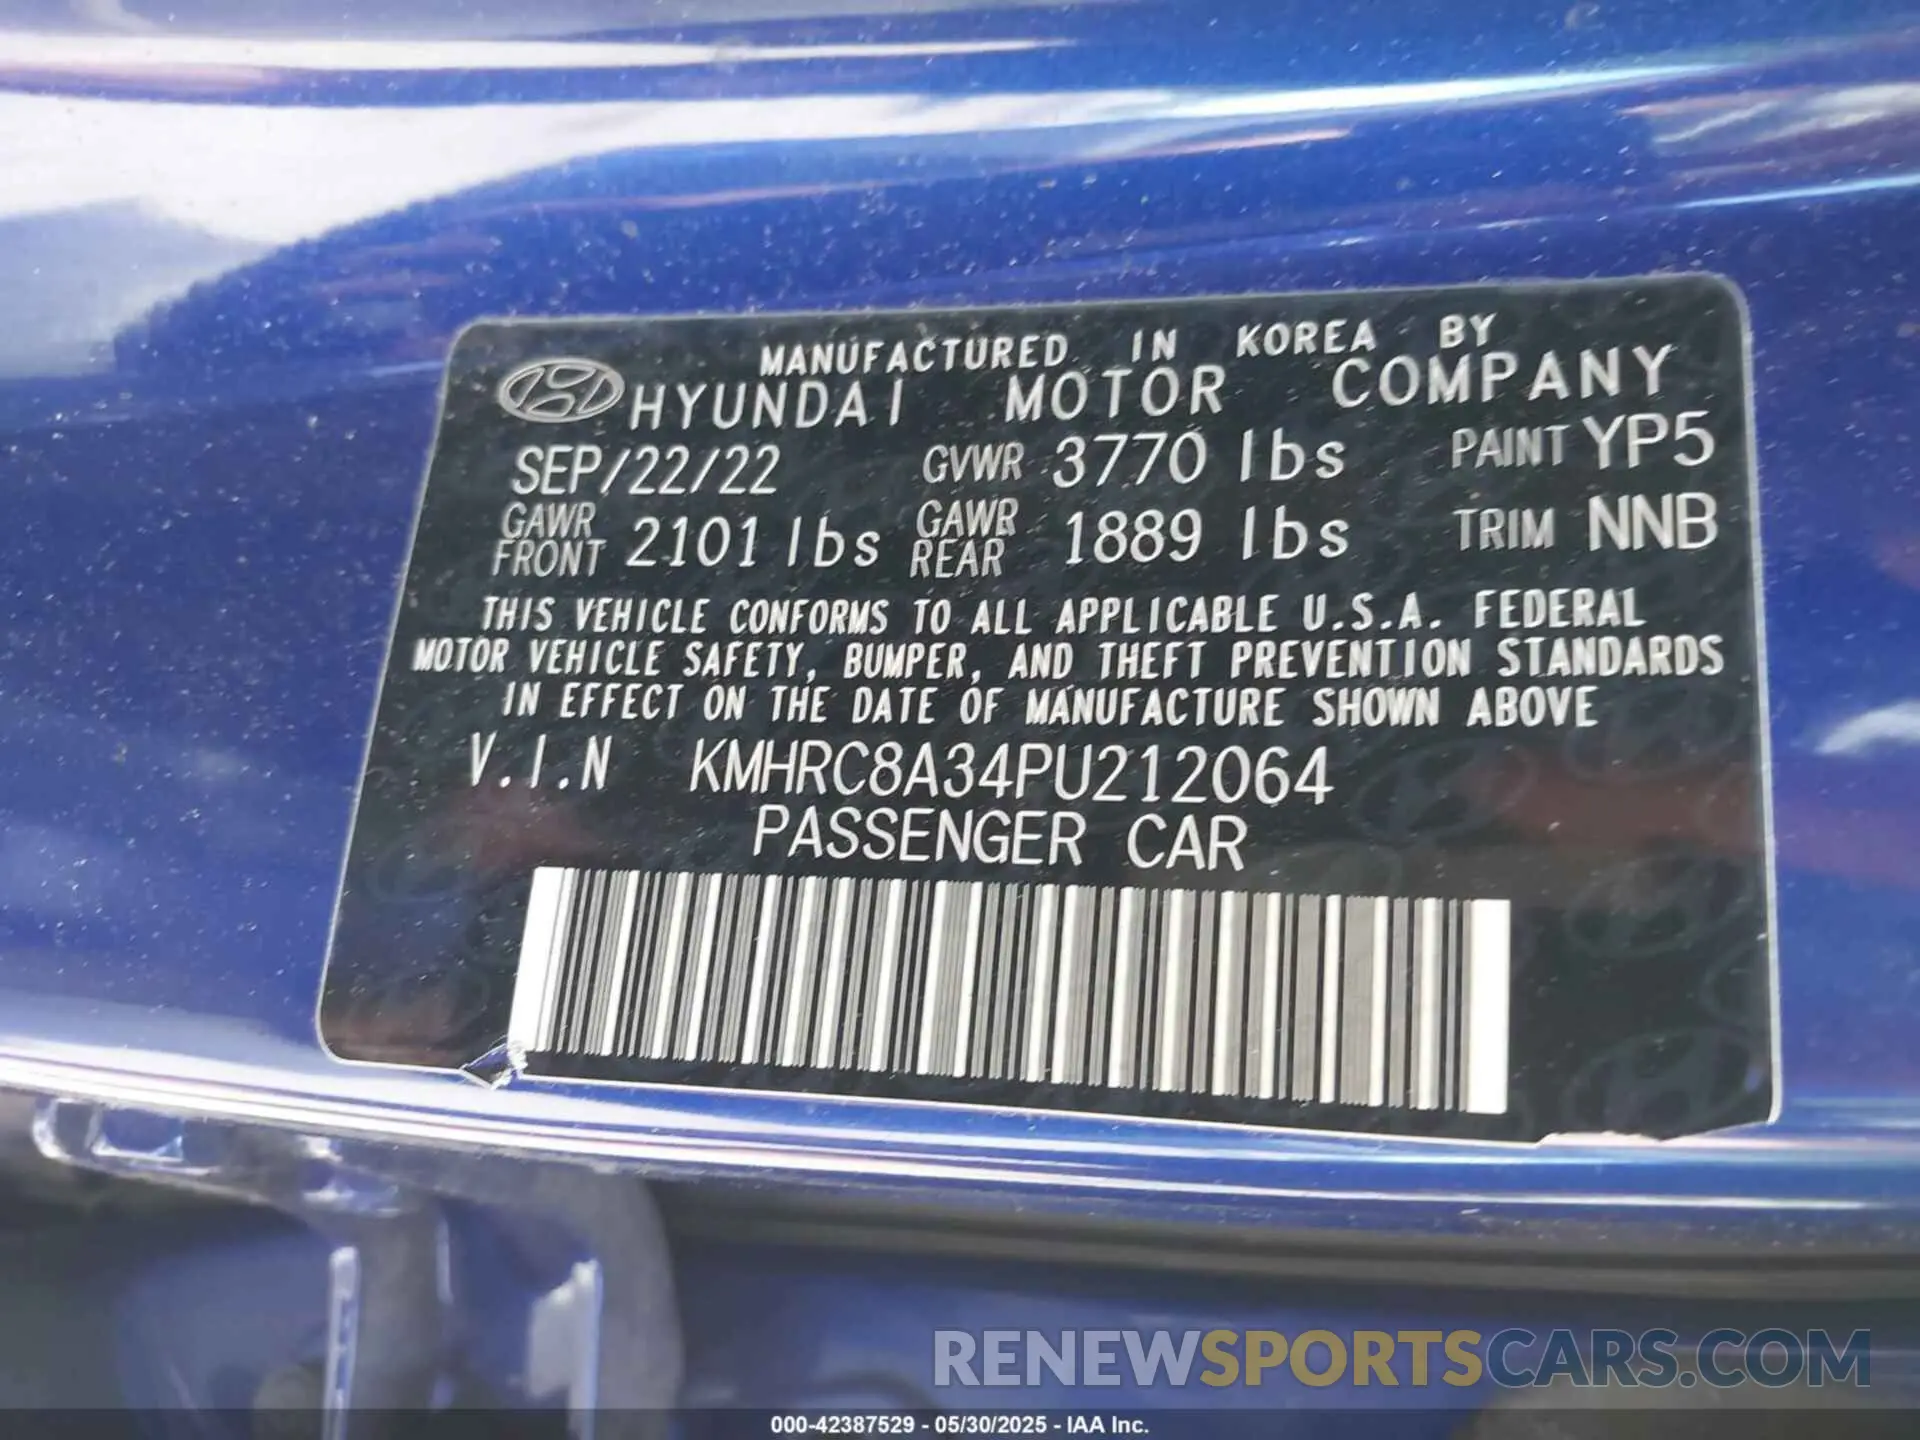 MANUFACTURED IN KOREA BY
HYUNDAI MOTOR COMPANY
SEP/22/22 GVWR 3770 lbs PAINT YP5
GAWR FRONT 2101 lbs GAWR REAR 1889 lbs TRIM NNB
THIS VEHICLE CONFORMS TO ALL APPLICABLE U.S.A. FEDERAL
MOTOR VEHICLE SAFETY, BUMPER, AND THEFT PREVENTION STANDARDS
IN EFFECT ON THE DATE OF MANUFACTURE SHOWN ABOVE
V.I.N KMHRC8A34PU212064
PASSENGER CAR
RENEWSPORTSCARS.COM
000-42387529 - 05/30/2025 - IAA Inc.